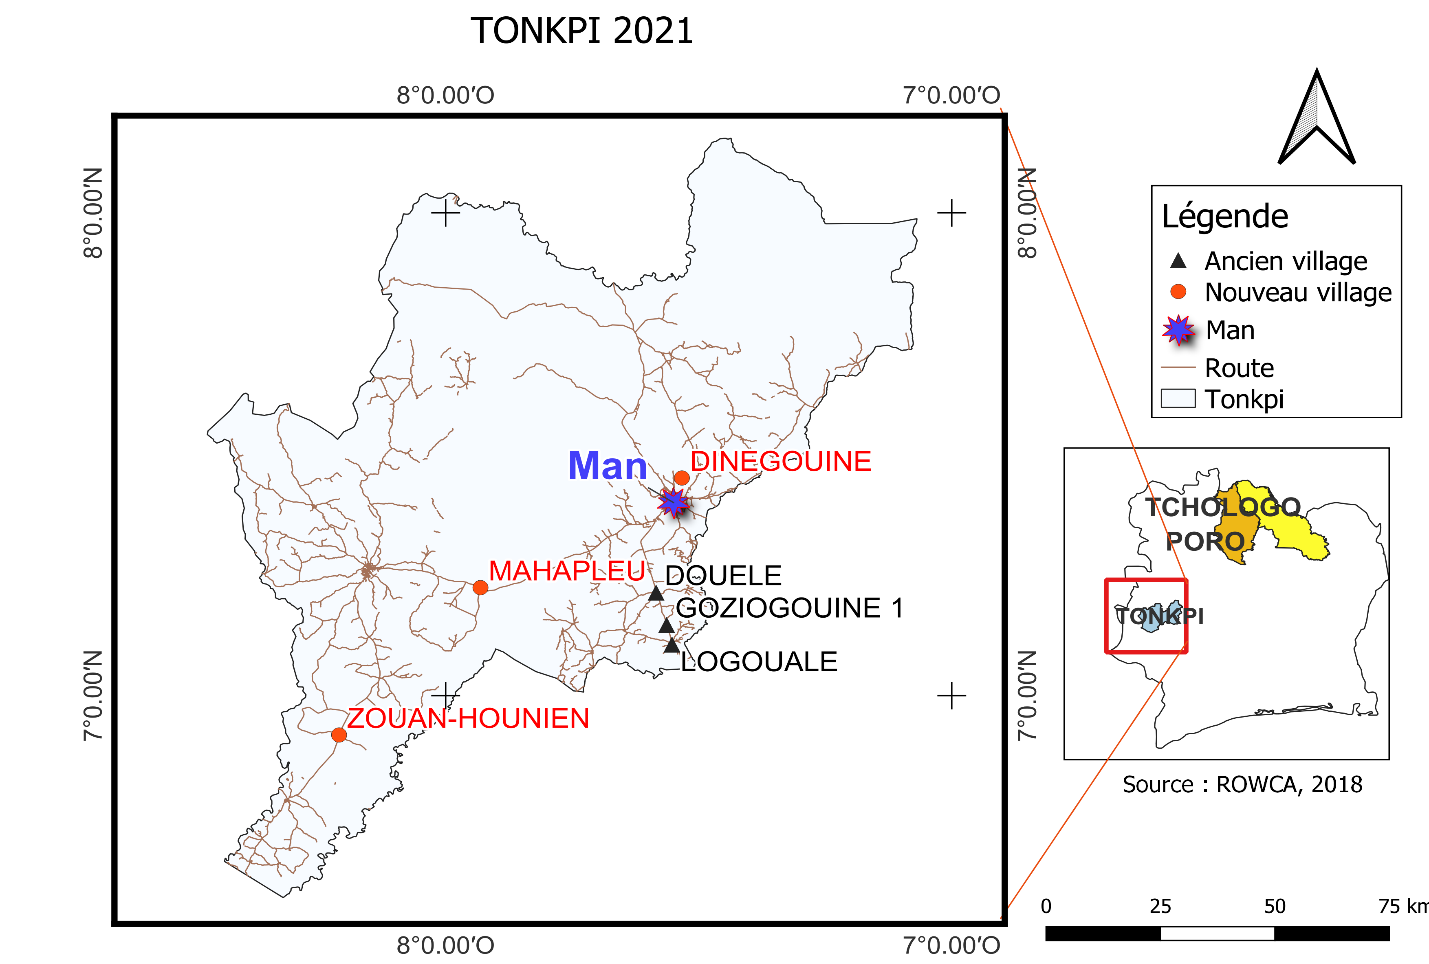 TONKPI 2021
8°0.00′O
7°0.00′O
8°0.00′N
8°0.00′N
Légende
Ancien village
Nouveau village
Man
Route
Tonkpi
Man
DINEGOUINE
MAHAPLEU
DOUELE
GOZIOGOUINE 1
LOGOUALE
ZOUAN-HOUNIEN
7°0.00′N
7°0.00′N
TCHOLOGO
PORO
TONKPI
Source : ROWCA, 2018
0 25 50 75 km
8°0.00′O
7°0.00′O